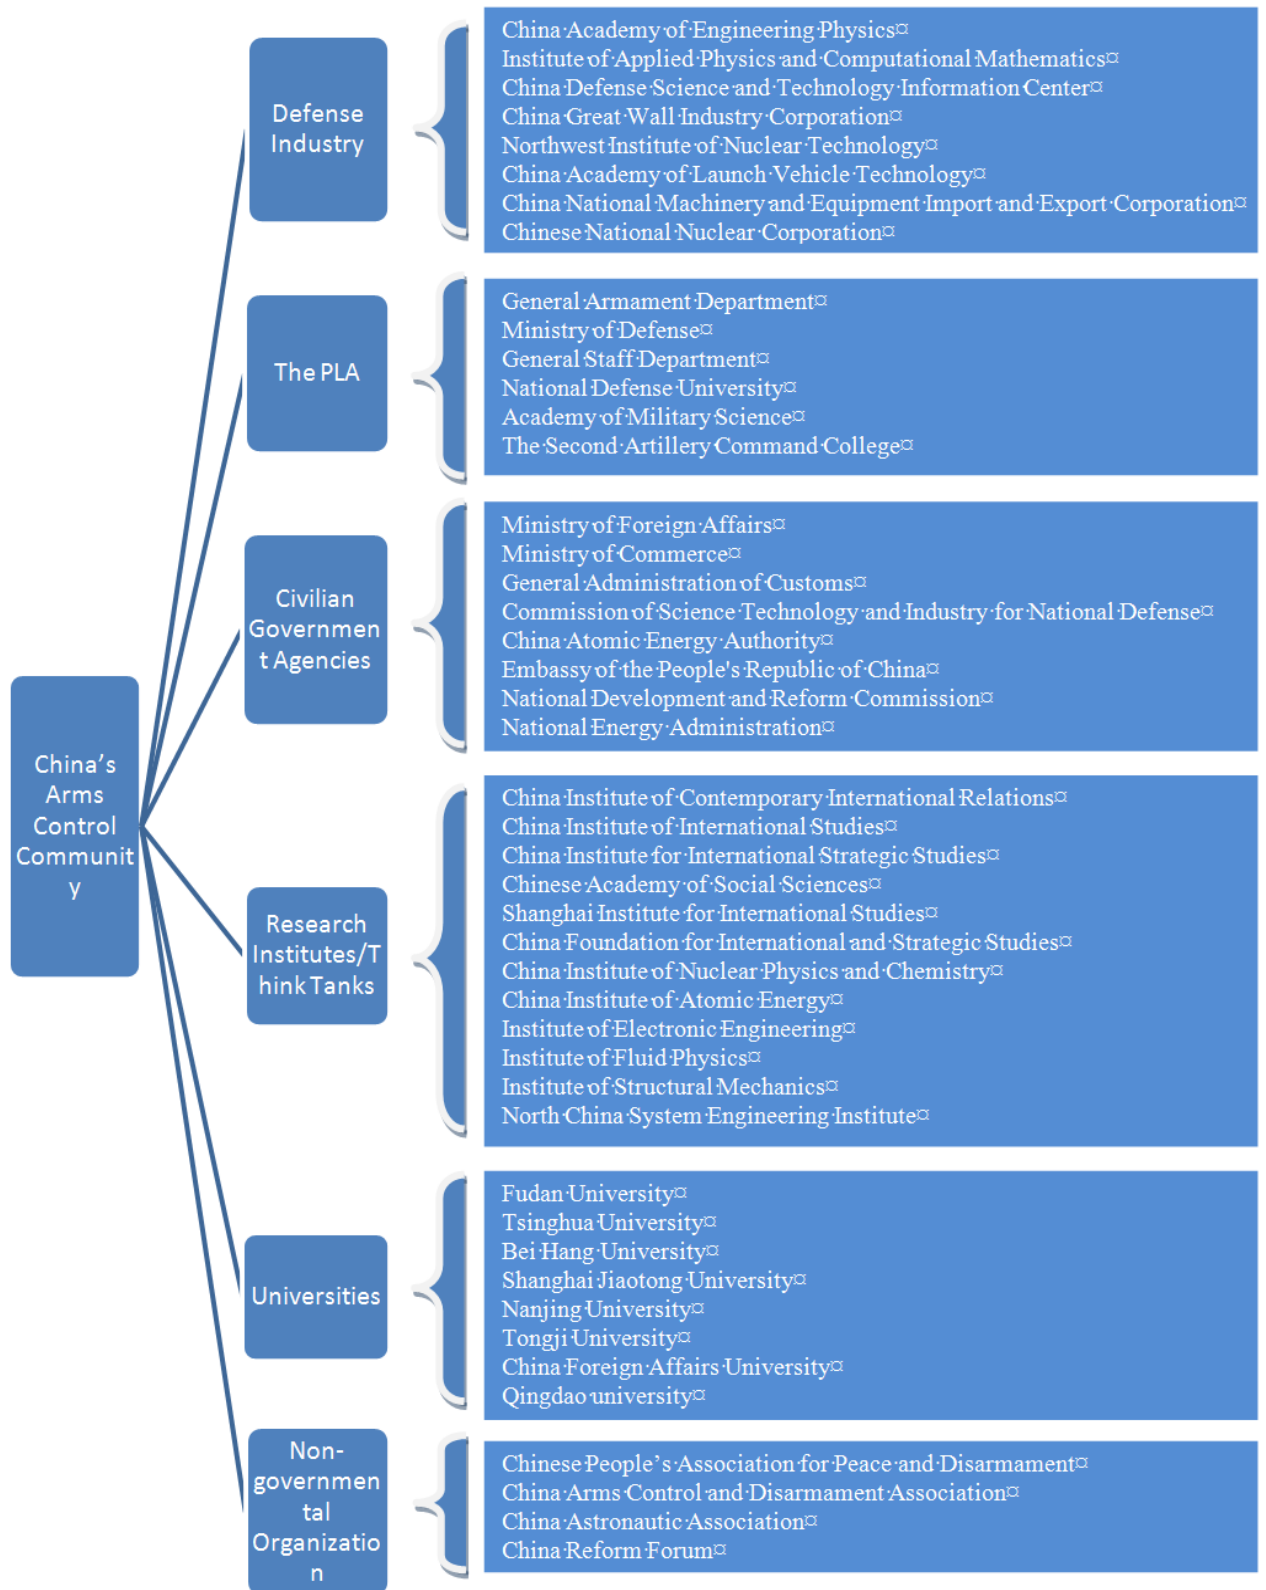 China's
Arms
Control
Communit
y
Defense
Industry
China Academy of Engineering Physics¤
Institute of Applied Physics and Computational Mathematics¤
China Defense Science and Technology Information Center¤
China Great Wall Industry Corporation¤
Northwest Institute of Nuclear Technology¤
China Academy of Launch Vehicle Technology¤
China National Machinery and Equipment Import and Export Corporation¤
Chinese National Nuclear Corporation¤
The PLA
General Armament Department¤
Ministry of Defense¤
General Staff Department¤
National Defense University¤
Academy of Military Science¤
The Second Artillery Command College¤
Civilian
Governmen
t Agencies
Ministry of Foreign Affairs¤
Ministry of Commerce¤
General Administration of Customs¤
Commission of Science Technology and Industry for National Defense¤
China Atomic Energy Authority¤
Embassy of the People's Republic of China¤
National Development and Reform Commission¤
National Energy Administration¤
Research
Institutes/T
hink Tanks
China Institute of Contemporary International Relations¤
China Institute of International Studies¤
China Institute for International Strategic Studies¤
Chinese Academy of Social Sciences¤
Shanghai Institute for International Studies¤
China Foundation for International and Strategic Studies¤
China Institute of Nuclear Physics and Chemistry¤
China Institute of Atomic Energy¤
Institute of Electronic Engineering¤
Institute of Fluid Physics¤
Institute of Structural Mechanics¤
North China System Engineering Institute¤
Universities
Fudan University¤
Tsinghua University¤
Bei Hang University¤
Shanghai Jiaotong University¤
Nanjing University¤
Tongji University¤
China Foreign Affairs University¤
Qingdao university¤
Non-
governmen
tal
Organizatio
n
Chinese People's Association for Peace and Disarmament¤
China Arms Control and Disarmament Association¤
China Astronautic Association¤
China Reform Forum¤